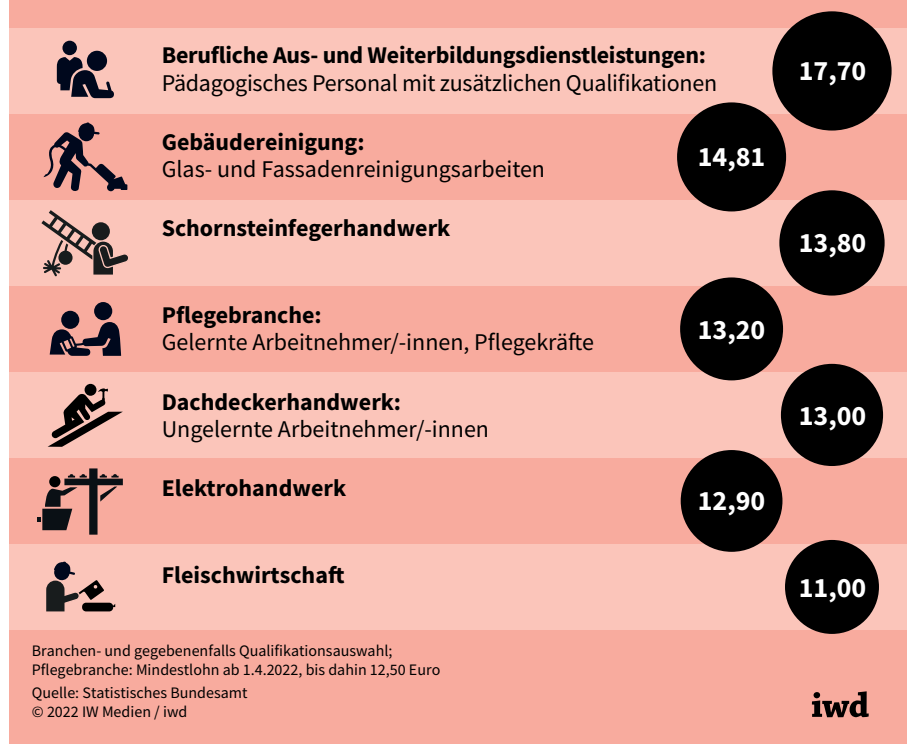 Berufliche Aus- und Weiterbildungsdienstleistungen:
Pädagogisches Personal mit zusätzlichen Qualifikationen
17,70
Gebäudereinigung:
Glas- und Fassadenreinigungsarbeiten
14,81
Schornsteinfegerhandwerk
13,80
Pflegebranche:
Gelernte Arbeitnehmer/-innen, Pflegekräfte
13,20
Dachdeckerhandwerk:
Ungelernte Arbeitnehmer/-innen
13,00
Elektrohandwerk
12,90
Fleischwirtschaft
11,00
Branchen- und gegebenenfalls Qualifikationsauswahl;
Pflegebranche: Mindestlohn ab 1.4.2022, bis dahin 12,50 Euro
Quelle: Statistisches Bundesamt
© 2022 IW Medien / iwd
iwd